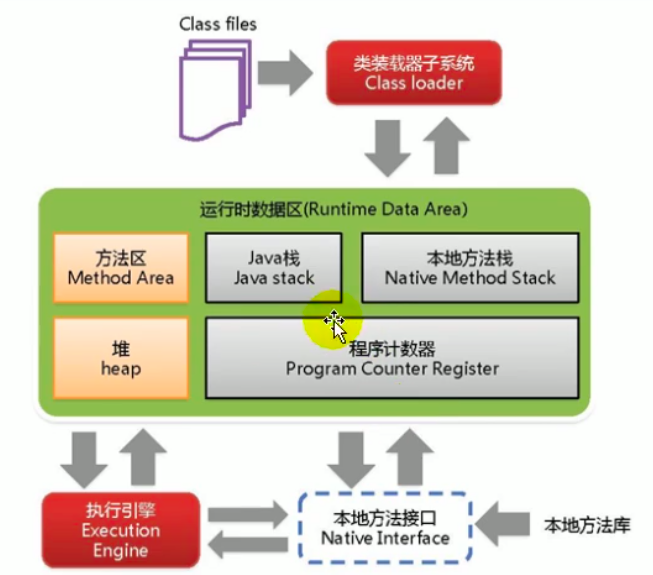 Class files
类装载器子系统
Class loader
运行时数据区(Runtime Data Area)
方法区
Method Area
Java栈
Java stack
本地方法栈
Native Method Stack
堆
heap
程序计数器
Program Counter Register
执行引擎
Execution
Engine
本地方法接口
Native Interface
本地方法库